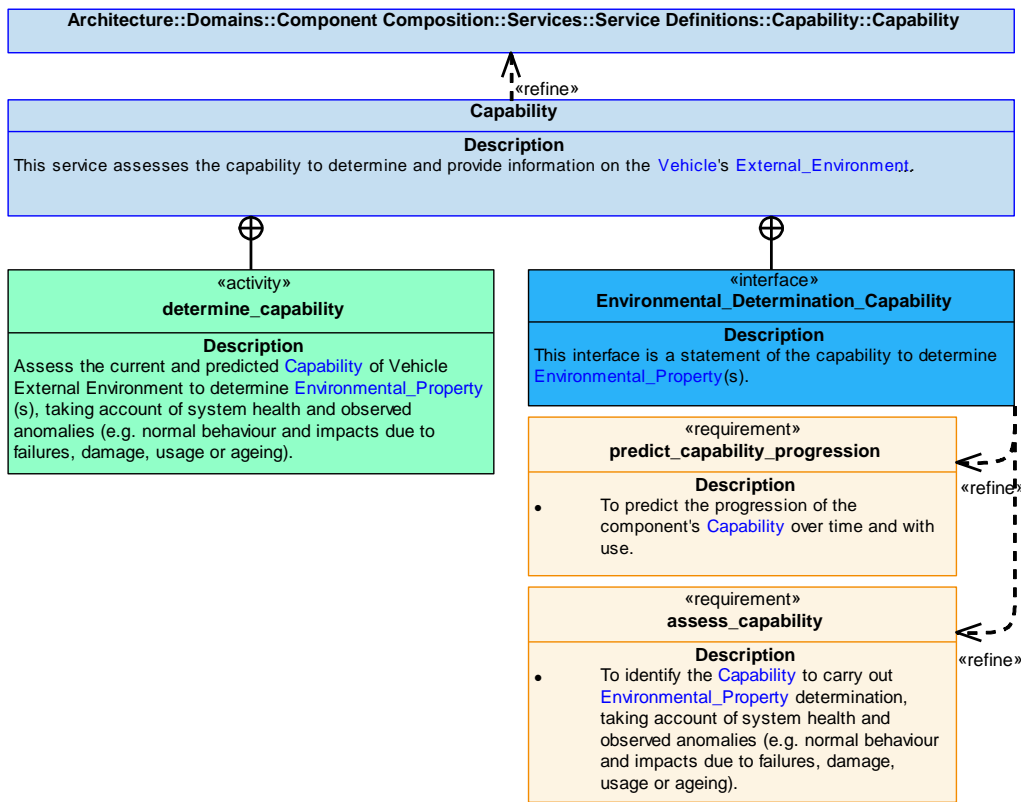 Architecture::Domains::Component Composition::Services::Service Definitions::Capability::Capability
«refine»
Capability
Description
This service assesses the capability to determine and provide information on the Vehicle's External_Environment.
«activity»
determine_capability
Description
Assess the current and predicted Capability of Vehicle
External Environment to determine Environmental_Property
(s), taking account of system health and observed
anomalies (e.g. normal behaviour and impacts due to
failures, damage, usage or ageing).
«interface»
Environmental_Determination_Capability
Description
This interface is a statement of the capability to determine
Environmental_Property(s).
«requirement»
predict_capability_progression
Description
• To predict the progression of the
component's Capability over time and with
use.
«refine»
«requirement»
assess_capability
Description
• To identify the Capability to carry out
Environmental_Property determination,
taking account of system health and
observed anomalies (e.g. normal behaviour
and impacts due to failures, damage,
usage or ageing).
«refine»